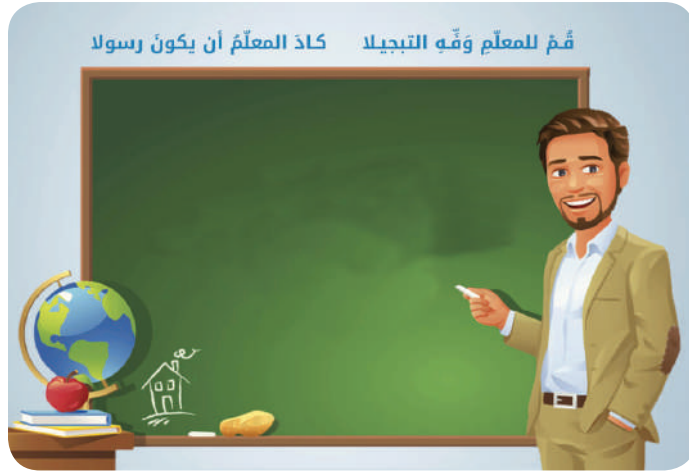 قُمْ للمعلّمِ وَفِّهِ التبجيلا كادَ المعلّمُ أن يكونَ رسولا